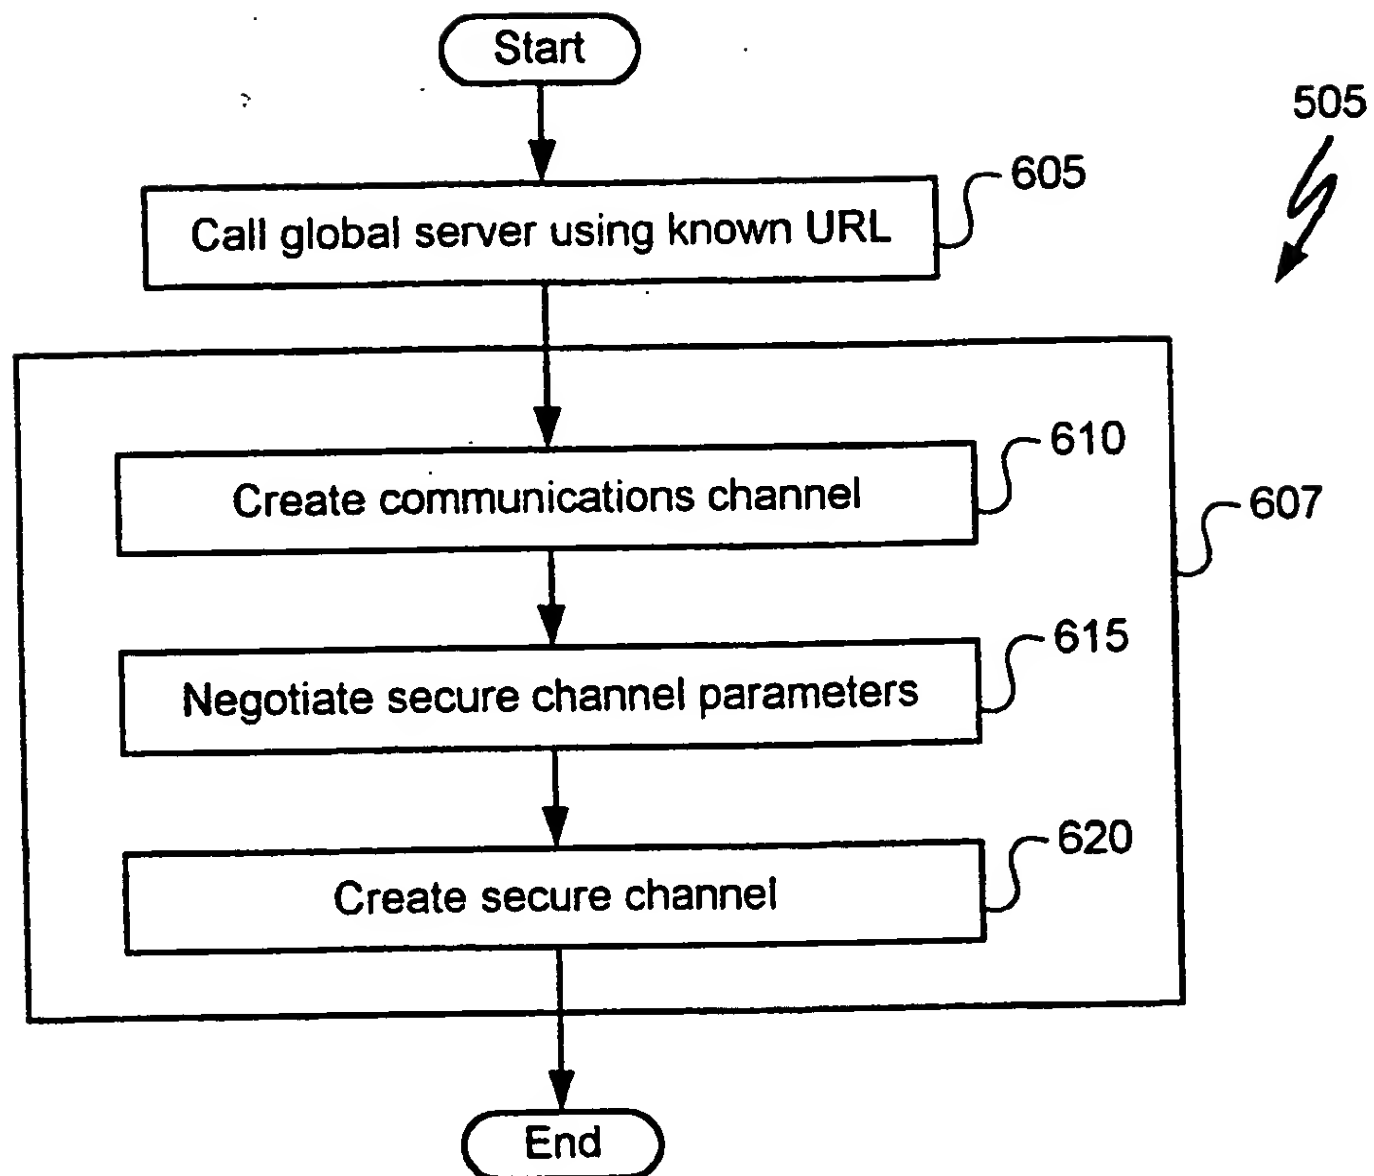 Start
505
605
Call global server using known URL
610
Create communications channel
607
615
Negotiate secure channel parameters
620
Create secure channel
End